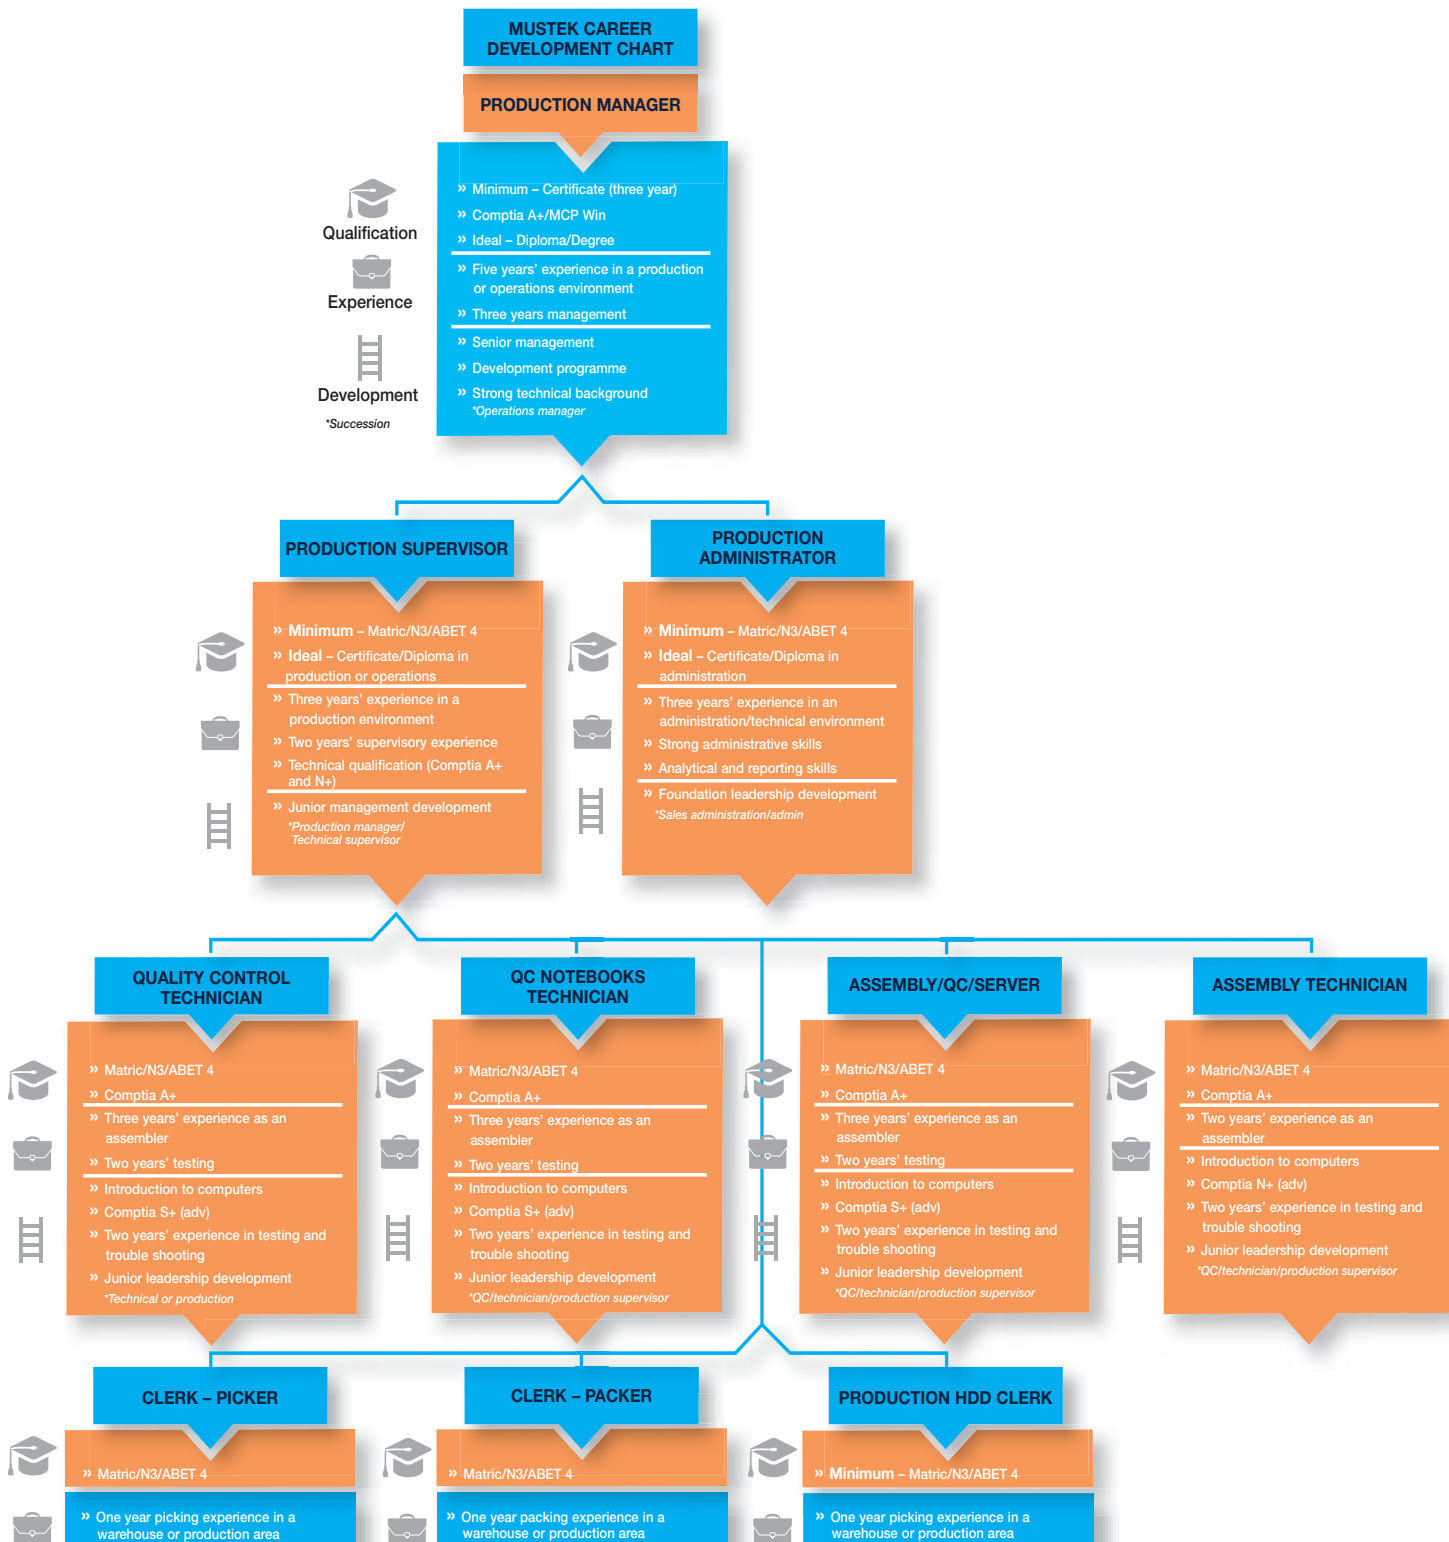 MUSTEK CAREER
DEVELOPMENT CHART
PRODUCTION MANAGER
Qualification
Experience
Development
*Succession
» Minimum – Certificate (three year)
» Comptia A+/MCP Win
» Ideal – Diploma/Degree
» Five years’ experience in a production
or operations environment
» Three years management
» Senior management
» Development programme
» Strong technical background
*Operations manager
PRODUCTION SUPERVISOR
» Minimum – Matric/N3/ABET 4
» Ideal – Certificate/Diploma in
production or operations
» Three years’ experience in a
production environment
» Two years’ supervisory experience
» Technical qualification (Comptia A+
and N+)
» Junior management development
*Production manager/
Technical supervisor
PRODUCTION
ADMINISTRATOR
» Minimum – Matric/N3/ABET 4
» Ideal – Certificate/Diploma in
administration
» Three years’ experience in an
administration/technical environment
» Strong administrative skills
» Analytical and reporting skills
» Foundation leadership development
*Sales administration/admin
QUALITY CONTROL
TECHNICIAN
» Matric/N3/ABET 4
» Comptia A+
» Three years’ experience as an
assembler
» Two years’ testing
» Introduction to computers
» Comptia S+ (adv)
» Two years’ experience in testing and
trouble shooting
» Junior leadership development
*Technical or production
QC NOTEBOOKS
TECHNICIAN
» Matric/N3/ABET 4
» Comptia A+
» Three years’ experience as an
assembler
» Two years’ testing
» Introduction to computers
» Comptia S+ (adv)
» Two years’ experience in testing and
trouble shooting
» Junior leadership development
*QC/technician/production supervisor
ASSEMBLY/QC/SERVER
» Matric/N3/ABET 4
» Comptia A+
» Three years’ experience as an
assembler
» Two years’ testing
» Introduction to computers
» Comptia S+ (adv)
» Two years’ experience in testing and
trouble shooting
» Junior leadership development
*QC/technician/production supervisor
ASSEMBLY TECHNICIAN
» Matric/N3/ABET 4
» Comptia A+
» Two years’ experience as an
assembler
» Introduction to computers
» Comptia N+ (adv)
» Two years’ experience in testing and
trouble shooting
» Junior leadership development
*QC/technician/production supervisor
CLERK – PICKER
» Matric/N3/ABET 4
» One year picking experience in a
warehouse or production area
CLERK – PACKER
» Matric/N3/ABET 4
» One year packing experience in a
warehouse or production area
PRODUCTION HDD CLERK
» Minimum – Matric/N3/ABET 4
» One year picking experience in a
warehouse or production area